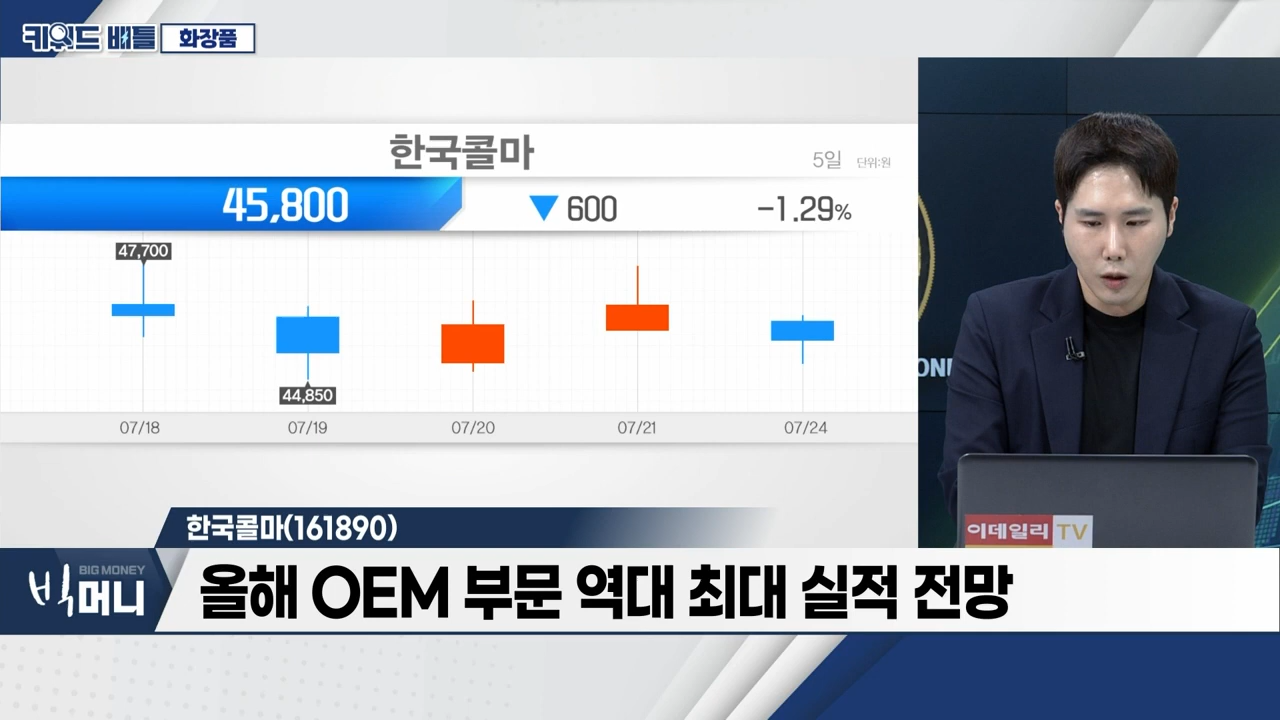 키워드 배틀 화장품
한국콜마
5일 단위:원
45,800 ▼ 600 -1.29%
47,700
44,850
07/18 07/19 07/20 07/21 07/24
ONE
이데일리TV
한국콜마(161890)
BIG MONEY
빅머니
올해 OEM 부문 역대 최대 실적 전망